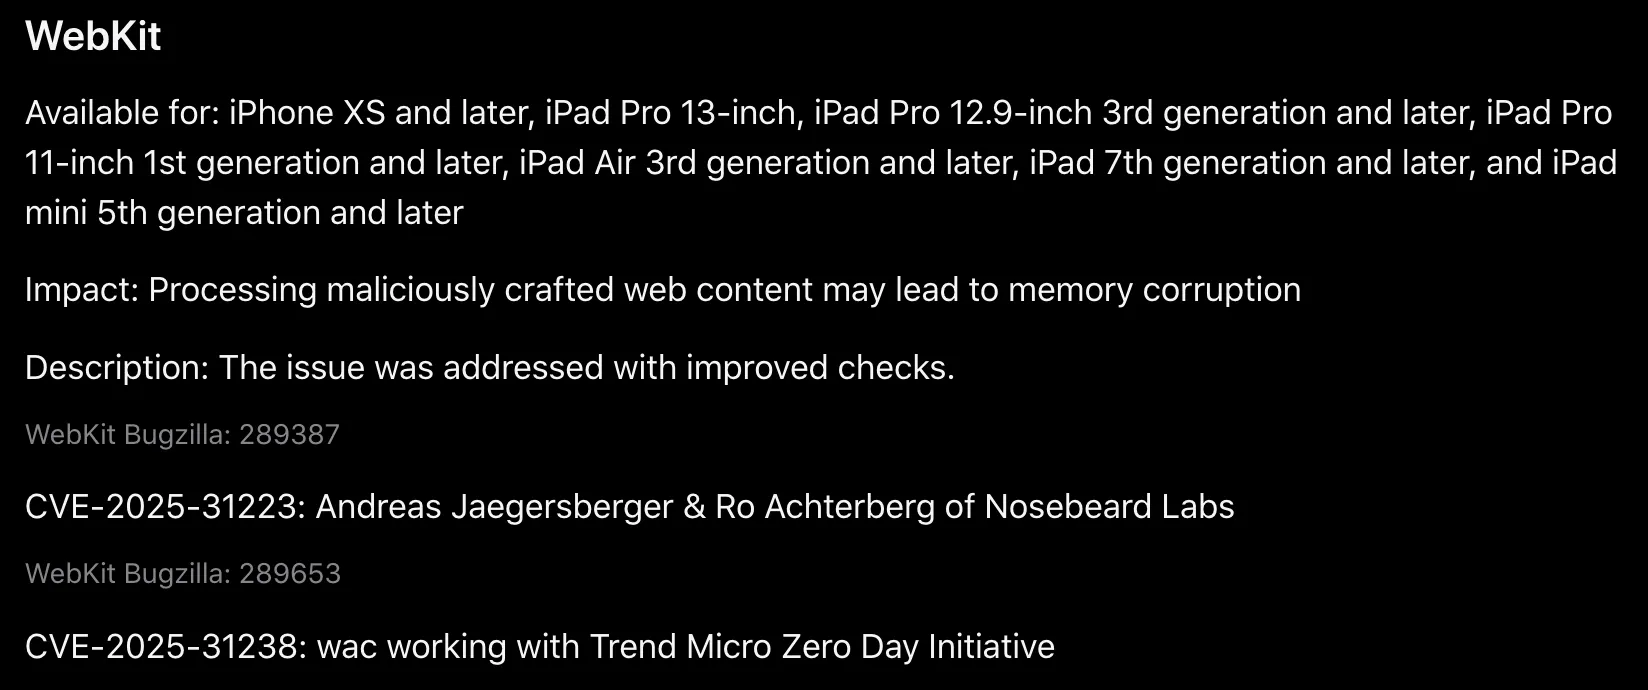 WebKit
Available for: iPhone XS and later, iPad Pro 13-inch, iPad Pro 12.9-inch 3rd generation and later, iPad Pro
11-inch 1st generation and later, iPad Air 3rd generation and later, iPad 7th generation and later, and iPad
mini 5th generation and later
Impact: Processing maliciously crafted web content may lead to memory corruption
Description: The issue was addressed with improved checks.
WebKit Bugzilla: 289387
CVE-2025-31223: Andreas Jaegersberger & Ro Achterberg of Nosebeard Labs
WebKit Bugzilla: 289653
CVE-2025-31238: wac working with Trend Micro Zero Day Initiative